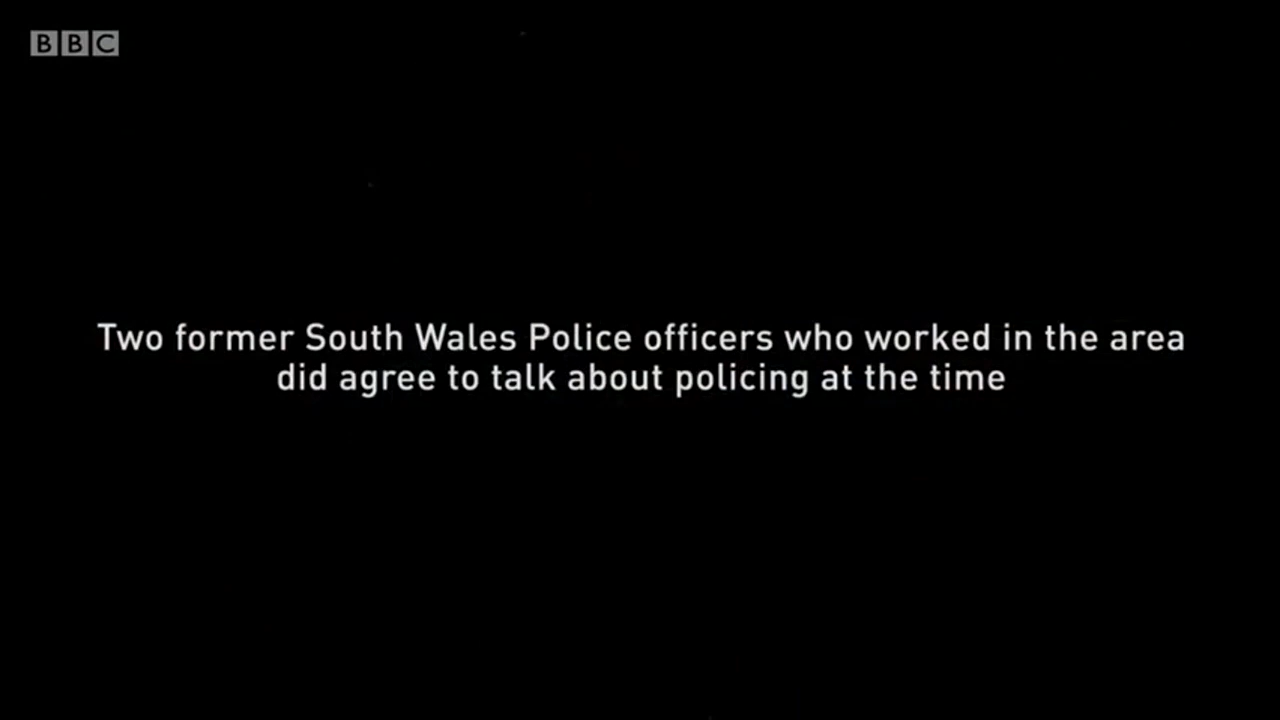 BBC
Two former South Wales Police officers who worked in the area
did agree to talk about policing at the time